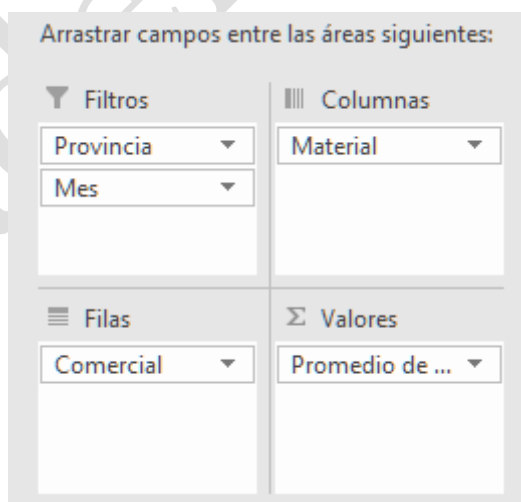 Arrastrar campos entre las áreas siguientes:
Filtros
Columnas
Provincia
Material
Mes
Filas
Σ Valores
Comercial
Promedio de ...